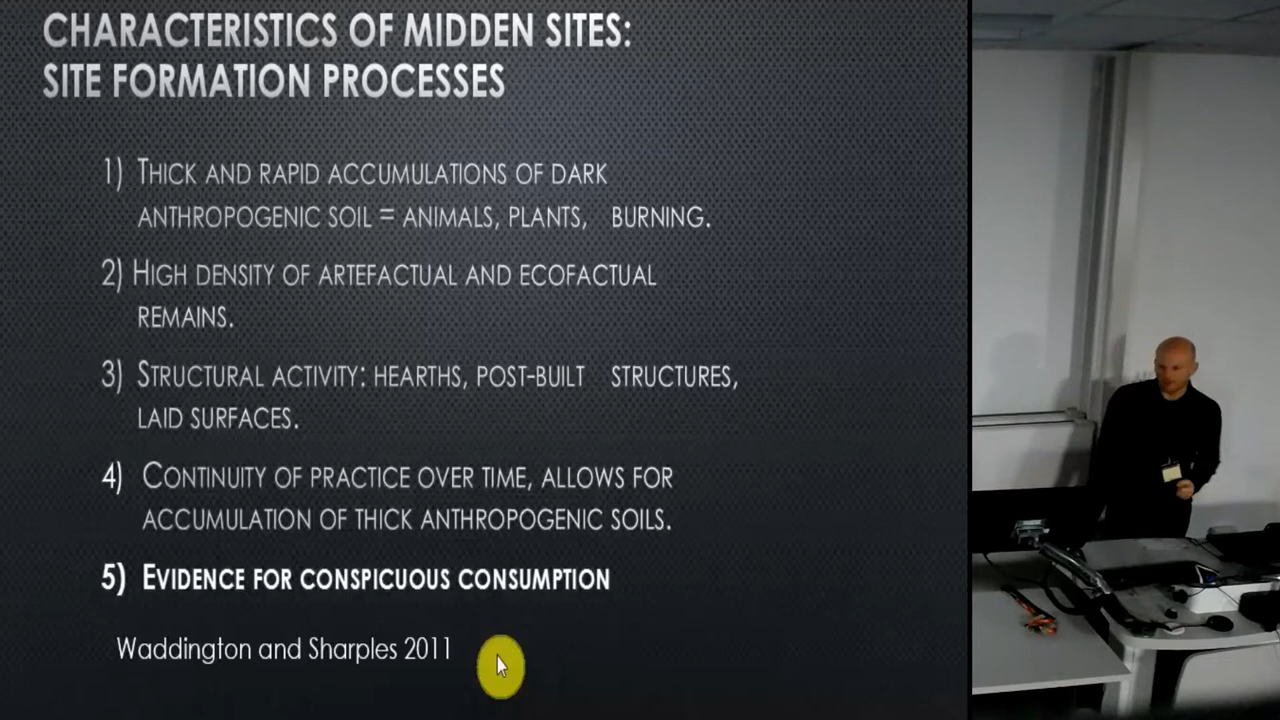 CHARACTERISTICS OF MIDDEN SITES:
SITE FORMATION PROCESSES
1) THICK AND RAPID ACCUMULATIONS OF DARK
ANTHROPOGENIC SOIL = ANIMALS, PLANTS, BURNING.
2) HIGH DENSITY OF ARTEFACTUAL AND ECOFACTUAL
REMAINS.
3) STRUCTURAL ACTIVITY: HEARTHS, POST-BUILT STRUCTURES,
LAID SURFACES.
4) CONTINUITY OF PRACTICE OVER TIME, ALLOWS FOR
ACCUMULATION OF THICK ANTHROPOGENIC SOILS.
5) EVIDENCE FOR CONSPICUOUS CONSUMPTION
Waddington and Sharples 2011